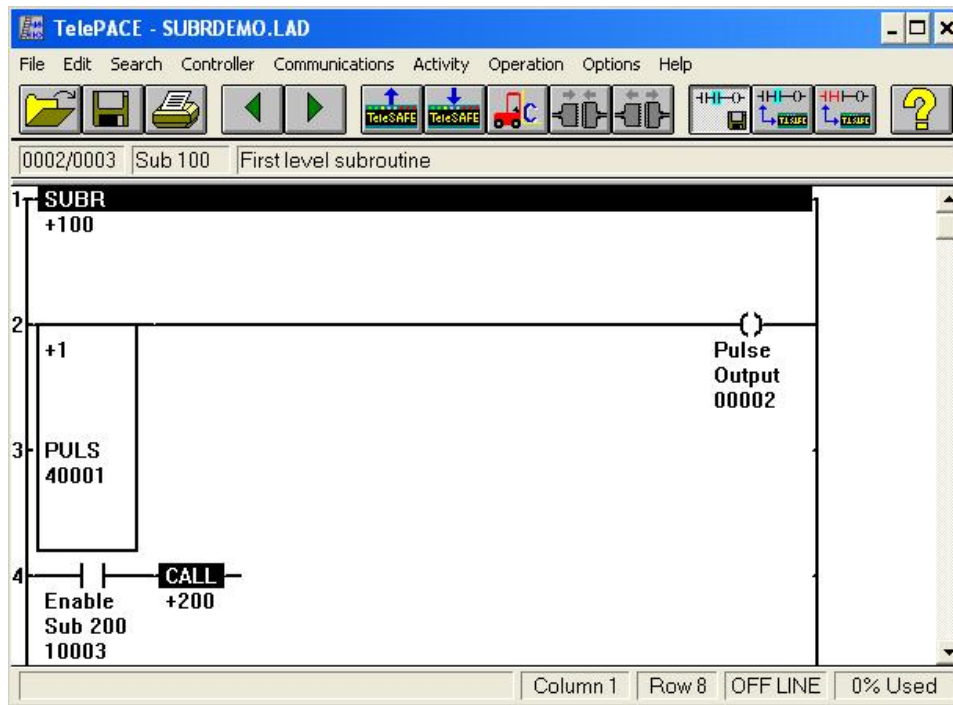 TelePACE - SUBRDEMO.LAD
File Edit Search Controller Communications Activity Operation Options Help
TeleSAFE TeleSAFE C
0002/0003 Sub 100 First level subroutine
1 SUBR
+100
2
+1 Pulse
Output
00002
3 PULS
40001
4 CALL
Enable +200
Sub 200
10003
Column 1 Row 8 OFF LINE 0% Used